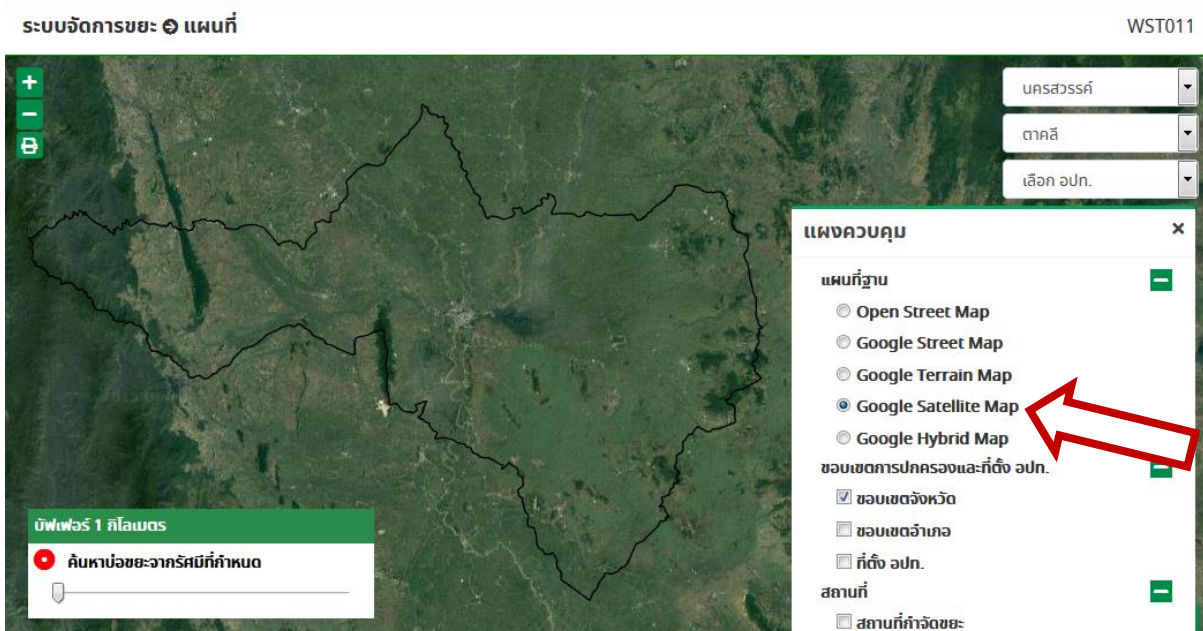 ระบบจัดการขยะ แผนที่
WST011
นครสวรรค์
ตาคลี
เลือก อปท.
แผงควบคุม ×
แผนที่ฐาน
Open Street Map
Google Street Map
Google Terrain Map
Google Satellite Map
Google Hybrid Map
ขอบเขตการปกครองและที่ตั้ง อปท.
ขอบเขตจังหวัด
ขอบเขตอำเภอ
ที่ตั้ง อปท.
สถานที่
สถานที่กำจัดขยะ
บัฟเฟอร์ 1 กิโลเมตร
ค้นหาบ่อขยะจากรัศมีที่กำหนด